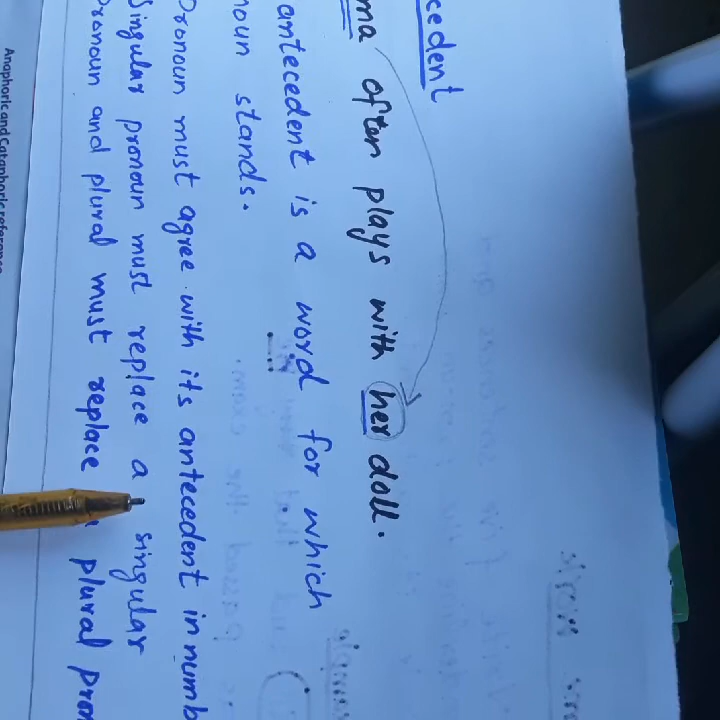 cedent
ma often plays with her doll.
antecedent is a word for which
noun stands.
Pronoun must agree with its antecedent in numb
Singular pronoun must replace a singular
Pronoun and plural must replace a plural pron
Anaphoric and Cataphoric reference